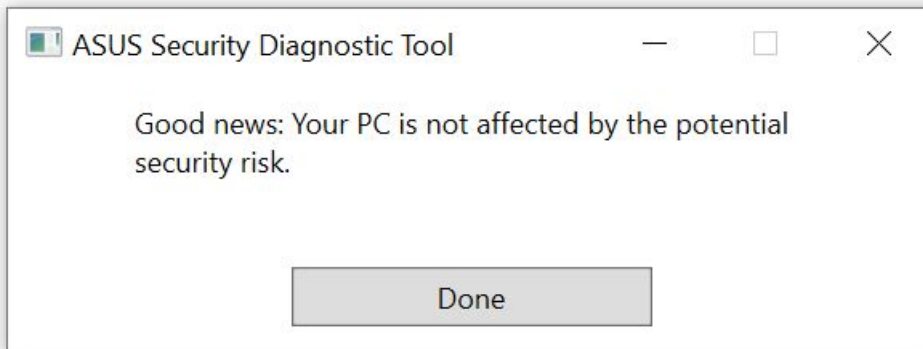 ASUS Security Diagnostic Tool
Good news: Your PC is not affected by the potential
security risk.
Done